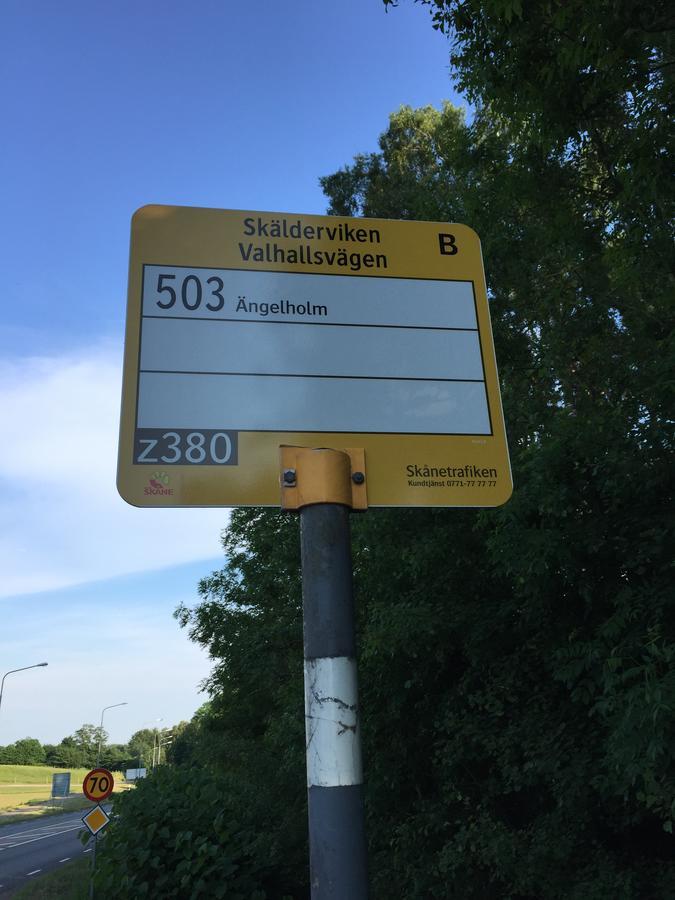 Skälderviken
Valhallsvägen
B
503 Ängelholm
z380
SKÅNE
Skånetrafiken
Kundtjänst 0771-77 77 77
70